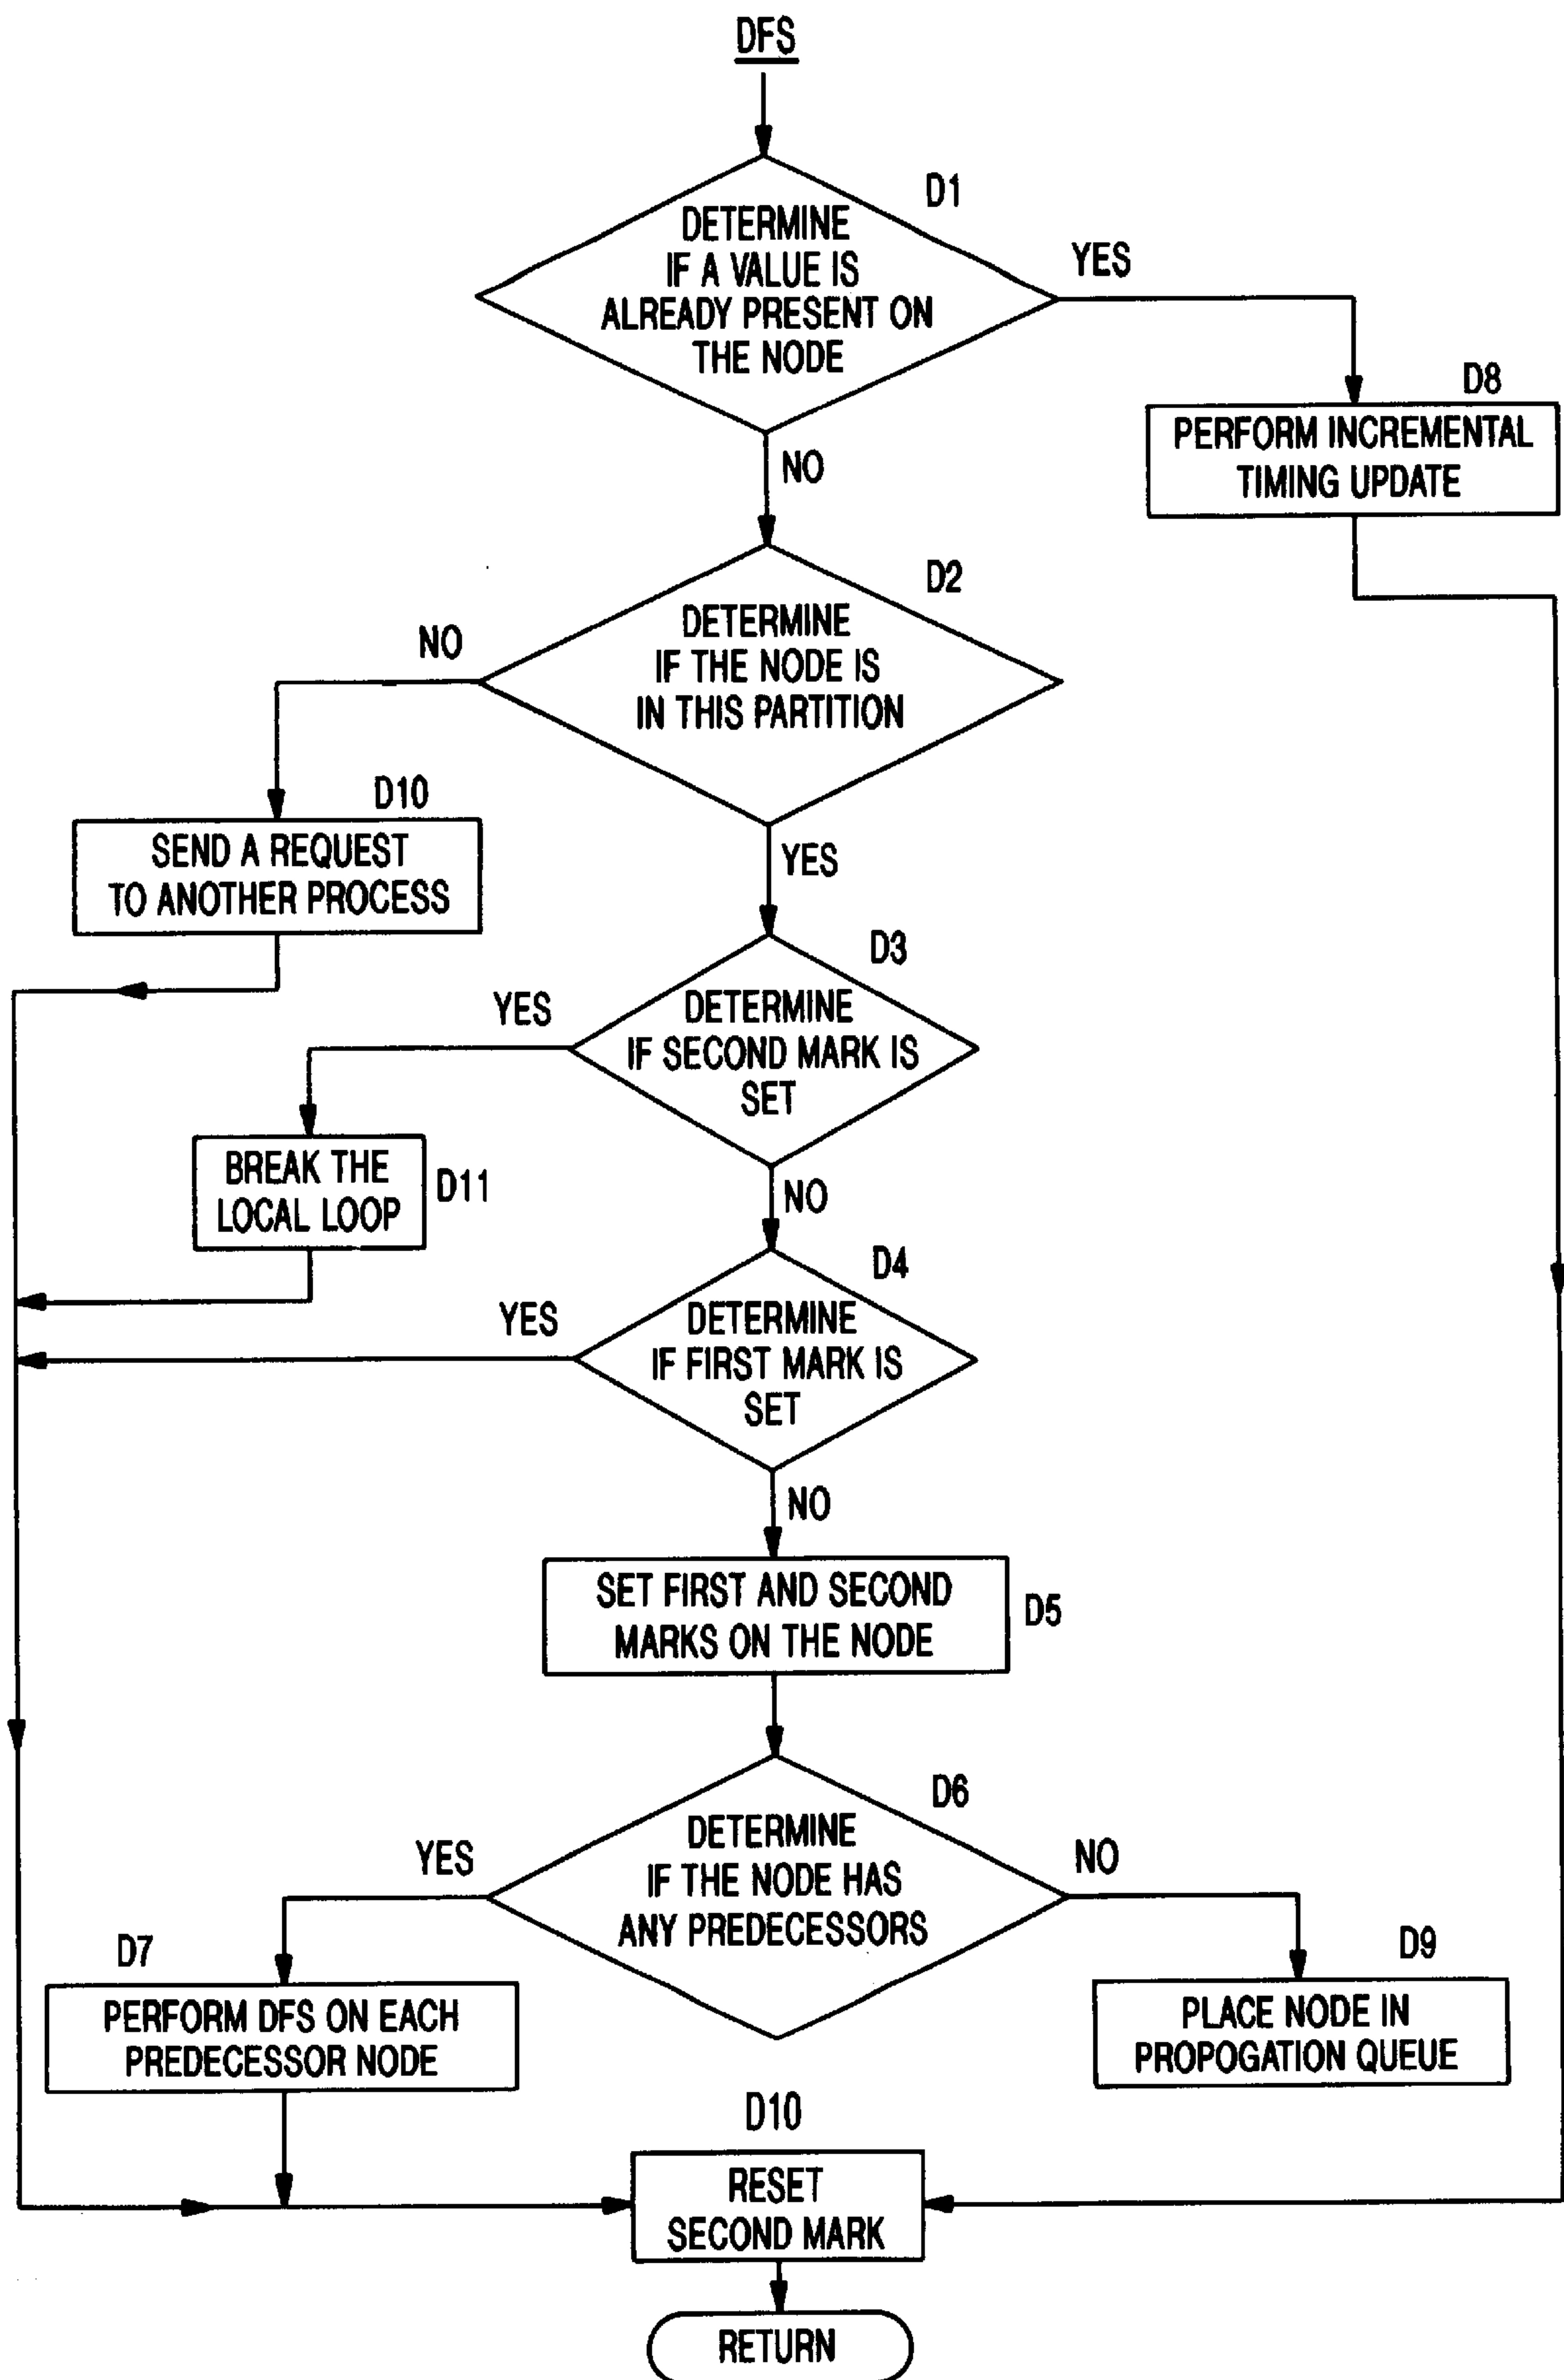 DFS
D1
DETERMINE
IF A VALUE IS
ALREADY PRESENT ON
THE NODE
YES
NO
D8
PERFORM INCREMENTAL
TIMING UPDATE
D2
DETERMINE
IF THE NODE IS
IN THIS PARTITION
NO
YES
D10
SEND A REQUEST
TO ANOTHER PROCESS
D3
DETERMINE
IF SECOND MARK IS
SET
YES
NO
BREAK THE
LOCAL LOOP
D11
D4
DETERMINE
IF FIRST MARK IS
SET
YES
NO
SET FIRST AND SECOND
MARKS ON THE NODE
D5
D6
DETERMINE
IF THE NODE HAS
ANY PREDECESSORS
YES
NO
D7
PERFORM DFS ON EACH
PREDECESSOR NODE
D9
PLACE NODE IN
PROPOGATION QUEUE
D10
RESET
SECOND MARK
RETURN